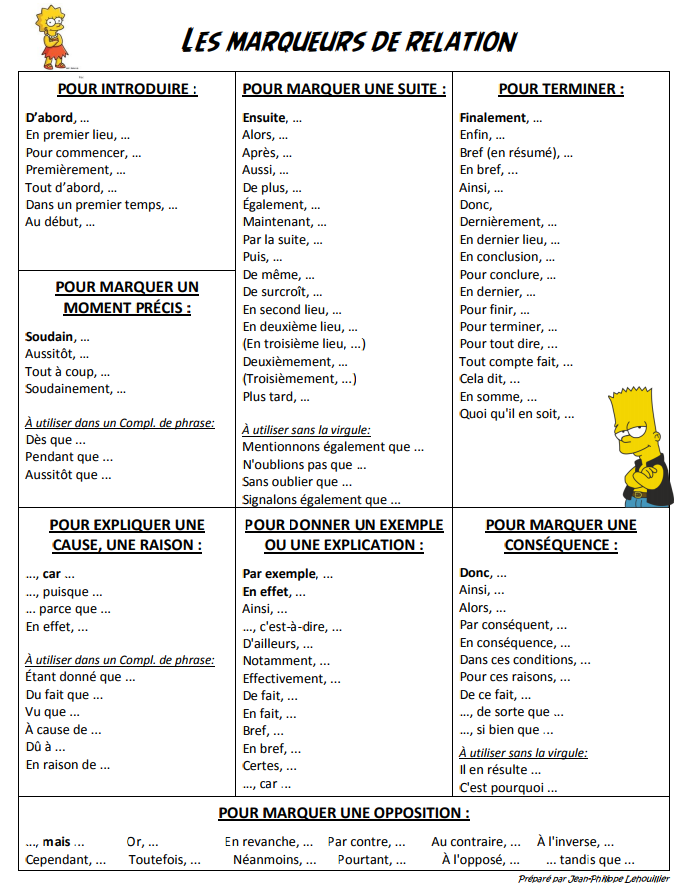 LES MARQUEURS DE RELATION
POUR INTRODUIRE :
D'abord, …
En premier lieu, …
Pour commencer, …
Premièrement, …
Tout d'abord, …
Dans un premier temps, …
Au début, …
POUR MARQUER UN
MOMENT PRÉCIS :
Soudain, …
Aussitôt, …
Tout à coup, …
Soudainement, …
À utiliser dans un Compl. de phrase:
Dès que …
Pendant que …
Aussitôt que …
POUR MARQUER UNE SUITE :
Ensuite, …
Alors, …
Après, …
Aussi, …
De plus, …
Également, …
Maintenant, …
Par la suite, …
Puis, …
De même, …
De surcroît, …
En second lieu, …
En deuxième lieu, …
(En troisième lieu, ...)
Deuxièmement, …
(Troisièmement, ...)
Plus tard, …
À utiliser sans la virgule:
Mentionnons également que …
N'oublions pas que …
Sans oublier que …
Signalons également que …
POUR TERMINER :
Finalement, …
Enfin, …
Bref (en résumé), …
En bref, …
Ainsi, …
Donc,
Dernièrement, …
En dernier lieu, …
En conclusion, …
Pour conclure, …
En dernier, …
Pour finir, …
Pour terminer, …
Pour tout dire, …
Tout compte fait, …
Cela dit, …
En somme, …
Quoi qu'il en soit, …
POUR EXPLIQUER UNE
CAUSE, UNE RAISON :
…, car …
…, puisque …
… parce que …
En effet, …
À utiliser dans un Compl. de phrase:
Étant donné que …
Du fait que …
Vu que …
À cause de …
Dû à …
En raison de …
POUR DONNER UN EXEMPLE
OU UNE EXPLICATION :
Par exemple, …
En effet, …
Ainsi, …
…, c'est-à-dire, …
D'ailleurs, …
Notamment, …
Effectivement, …
De fait, …
En fait, …
Bref, …
En bref, …
Certes, …
…, car …
POUR MARQUER UNE
CONSÉQUENCE :
Donc, …
Ainsi, …
Alors, …
Par conséquent, …
En conséquence, …
Dans ces conditions, …
Pour ces raisons, …
De ce fait, …
…, de sorte que …
…, si bien que …
À utiliser sans la virgule:
Il en résulte …
C'est pourquoi …
POUR MARQUER UNE OPPOSITION :
…, mais … Or, … En revanche, … Par contre, … Au contraire, … À l'inverse, …
Cependant, … Toutefois, … Néanmoins, … Pourtant, … À l'opposé, … … tandis que …
Préparé par Jean-Philippe Lehouillier